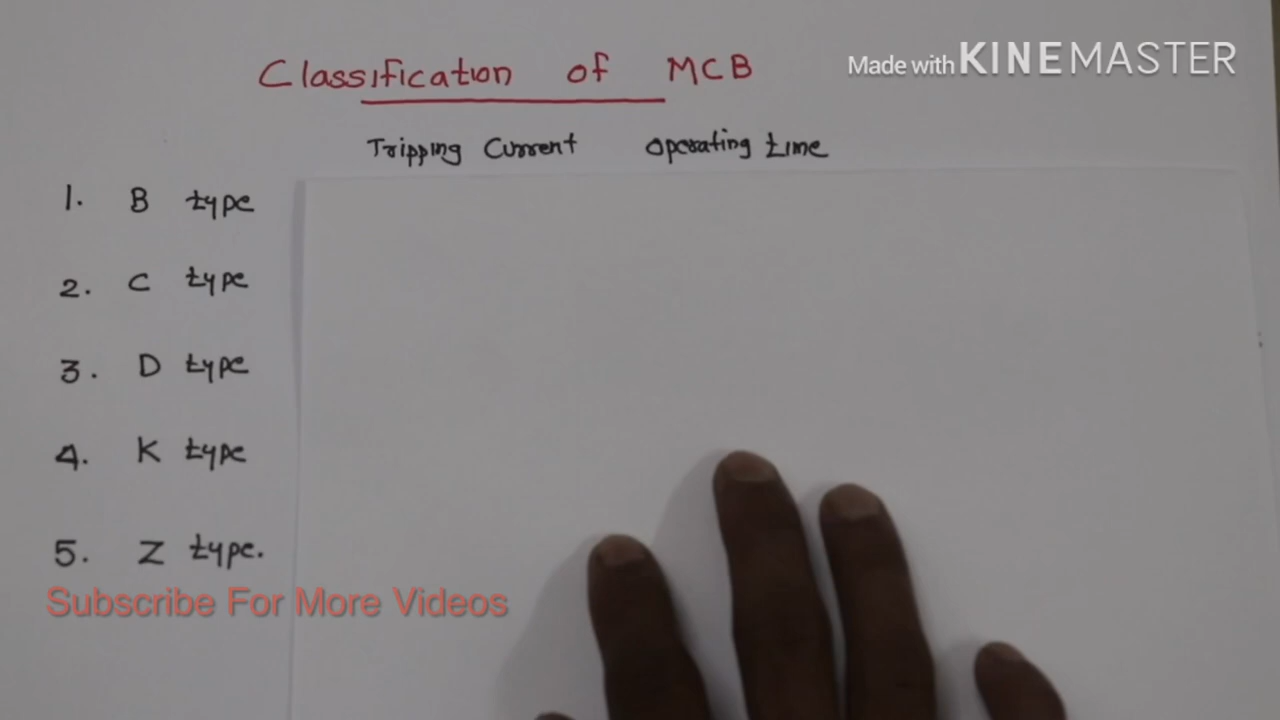 Classification of MCB
Made with KINEMASTER
Tripping Current Operating time
1. B type
2. C type
3. D type
4. K type
5. Z type.
Subscribe For More Videos